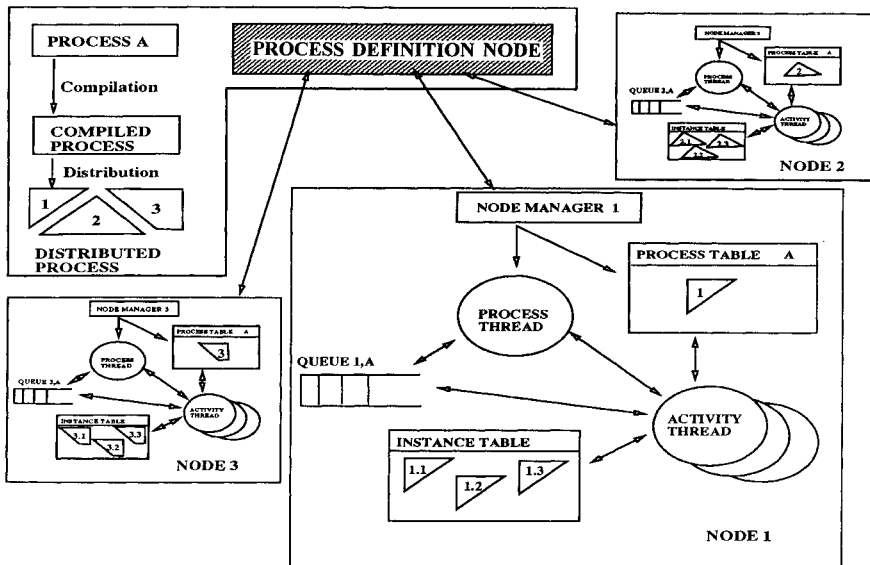 PROCESS A
PROCESS DEFINITION NODE
Compilation
COMPILED
PROCESS
Distribution
1
2
3
DISTRIBUTED
PROCESS
NODE MANAGER 2
PROCESS TABLE A
2
PROCESS
THREAD
QUEUE 2,A
ACTIVITY
THREAD
INSTANCE TABLE
2.1
2.3
NODE 2
NODE MANAGER 1
PROCESS TABLE A
1
PROCESS
THREAD
QUEUE 1,A
ACTIVITY
THREAD
INSTANCE TABLE
1.1
1.2
1.3
NODE 1
NODE MANAGER 3
PROCESS TABLE A
3
PROCESS
THREAD
QUEUE 3,A
ACTIVITY
THREAD
INSTANCE TABLE
3.1
3.2
3.3
NODE 3